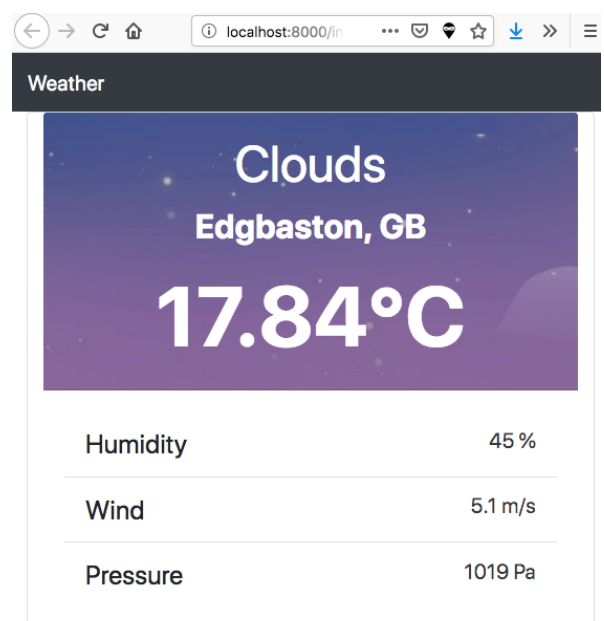 localhost:8000/in
Weather
Clouds
Edgbaston, GB
17.84°C
Humidity 45 %
Wind 5.1 m/s
Pressure 1019 Pa